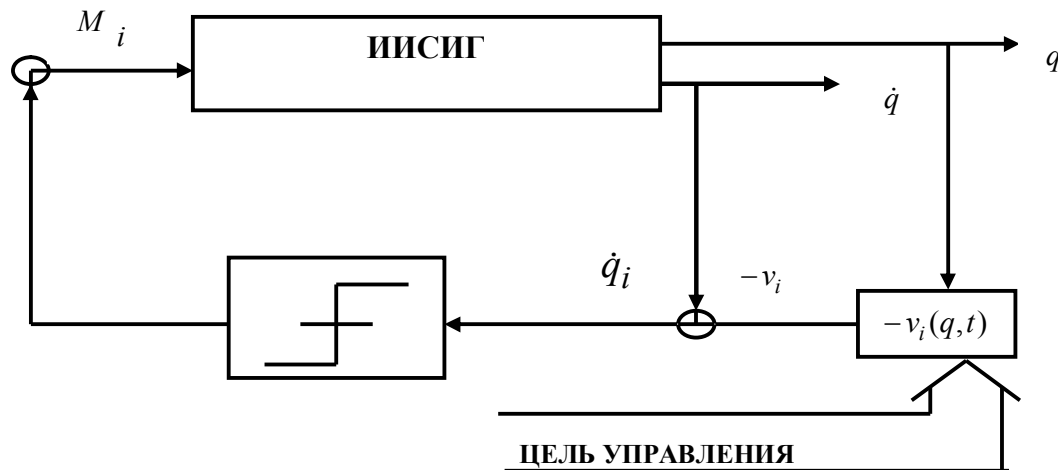 M i
ИИСИГ
q
q̇
q̇i
−vi
−vi(q,t)
ЦЕЛЬ УПРАВЛЕНИЯ